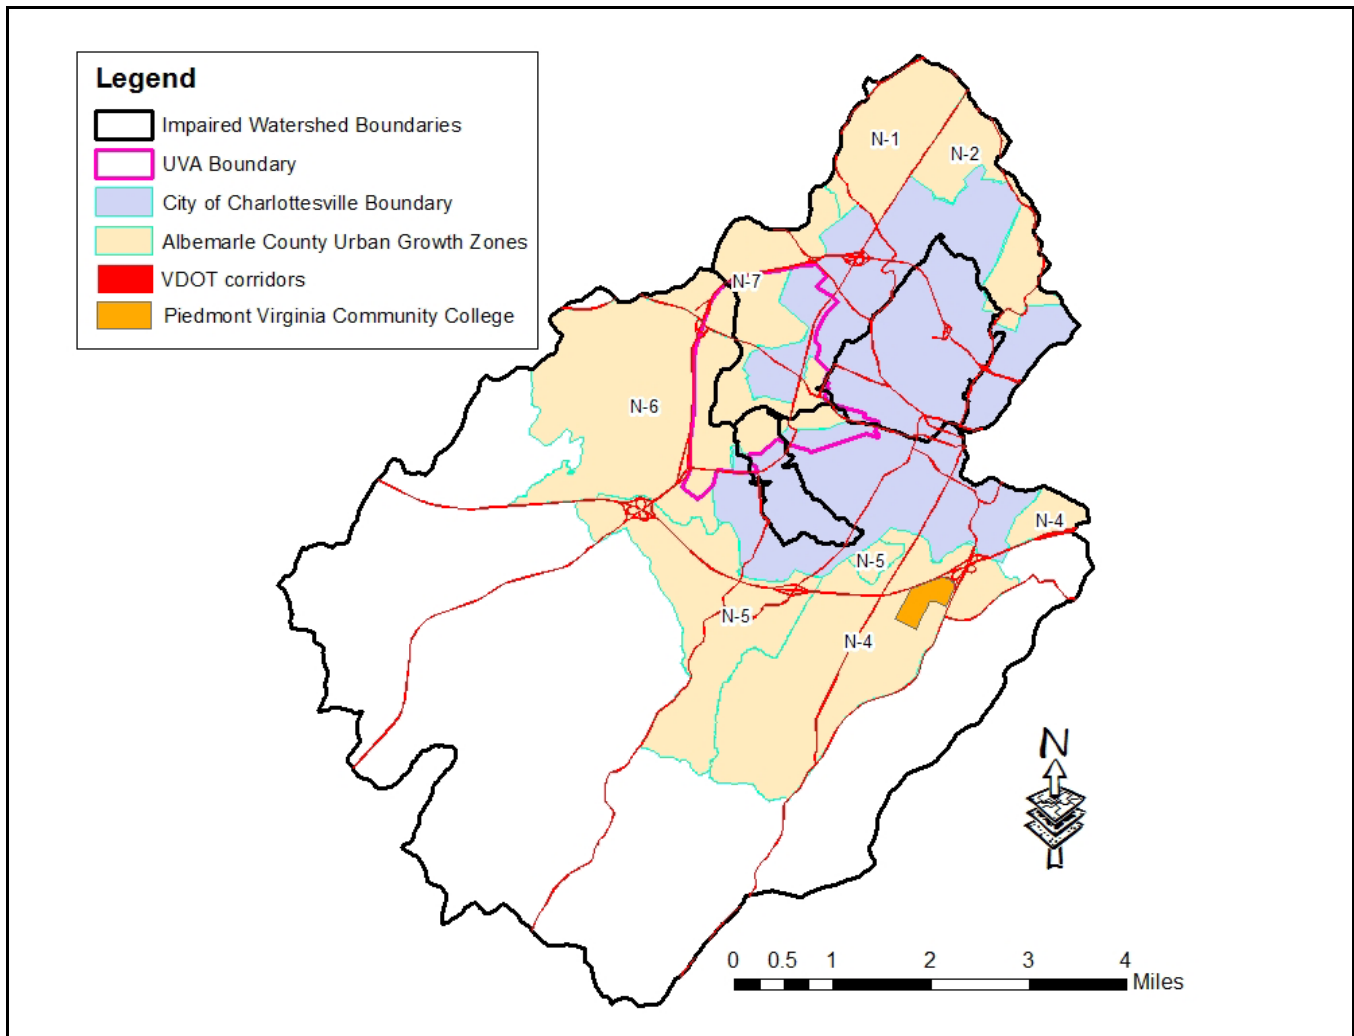 Legend
Impaired Watershed Boundaries
UVA Boundary
City of Charlottesville Boundary
Albemarle County Urban Growth Zones
VDOT corridors
Piedmont Virginia Community College
N-1
N-2
N-7
N-6
N-4
N-5
N-5
N-4
N
0 0.5 1 2 3 4
Miles